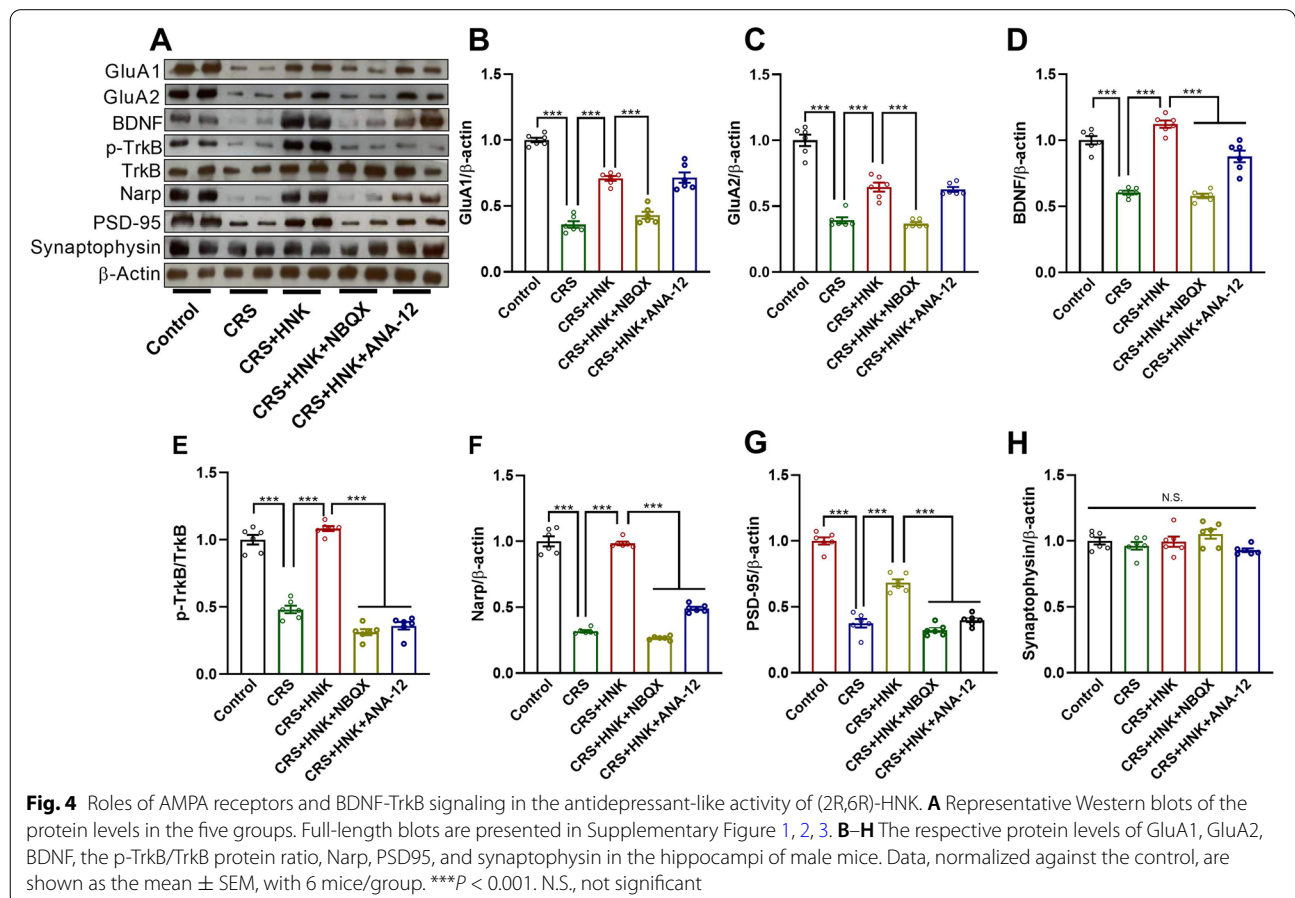 A
GluA1
GluA2
BDNF
p-TrkB
TrkB
Narp
PSD-95
Synaptophysin
β-Actin
Control
CRS
CRS+HNK
CRS+HNK+NBQX
CRS+HNK+ANA-12
B
GluA1/β-actin
1.5
1.0
0.5
0.0
*** *** ***
Control
CRS
CRS+HNK
CRS+HNK+NBQX
CRS+HNK+ANA-12
C
GluA2/β-actin
1.5
1.0
0.5
0.0
*** *** ***
Control
CRS
CRS+HNK
CRS+HNK+NBQX
CRS+HNK+ANA-12
D
BDNF/β-actin
1.5
1.0
0.5
0.0
*** *** ***
Control
CRS
CRS+HNK
CRS+HNK+NBQX
CRS+HNK+ANA-12
E
p-TrkB/TrkB
1.5
1.0
0.5
0.0
*** *** ***
Control
CRS
CRS+HNK
CRS+HNK+NBQX
CRS+HNK+ANA-12
F
Narp/β-actin
1.5
1.0
0.5
0.0
*** *** ***
Control
CRS
CRS+HNK
CRS+HNK+NBQX
CRS+HNK+ANA-12
G
PSD-95/β-actin
1.5
1.0
0.5
0.0
*** *** ***
Control
CRS
CRS+HNK
CRS+HNK+NBQX
CRS+HNK+ANA-12
H
Synaptophysin/β-actin
1.5
1.0
0.5
0.0
N.S.
Control
CRS
CRS+HNK
CRS+HNK+NBQX
CRS+HNK+ANA-12
Fig. 4 Roles of AMPA receptors and BDNF-TrkB signaling in the antidepressant-like activity of (2R,6R)-HNK. A Representative Western blots of the
protein levels in the five groups. Full-length blots are presented in Supplementary Figure 1, 2, 3. B–H The respective protein levels of GluA1, GluA2,
BDNF, the p-TrkB/TrkB protein ratio, Narp, PSD95, and synaptophysin in the hippocampi of male mice. Data, normalized against the control, are
shown as the mean ± SEM, with 6 mice/group. ***P < 0.001. N.S., not significant